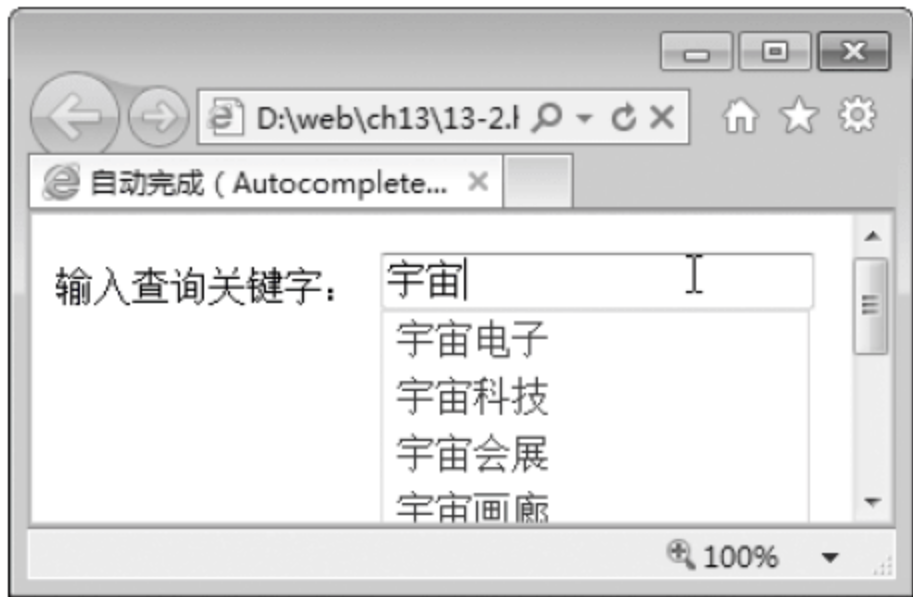 D:\web\ch13\13-2.l
自动完成 ( Autocomplete...
输入查询关键字：
宇宙
宇宙电子
宇宙科技
宇宙会展
宇宙画廊
100%